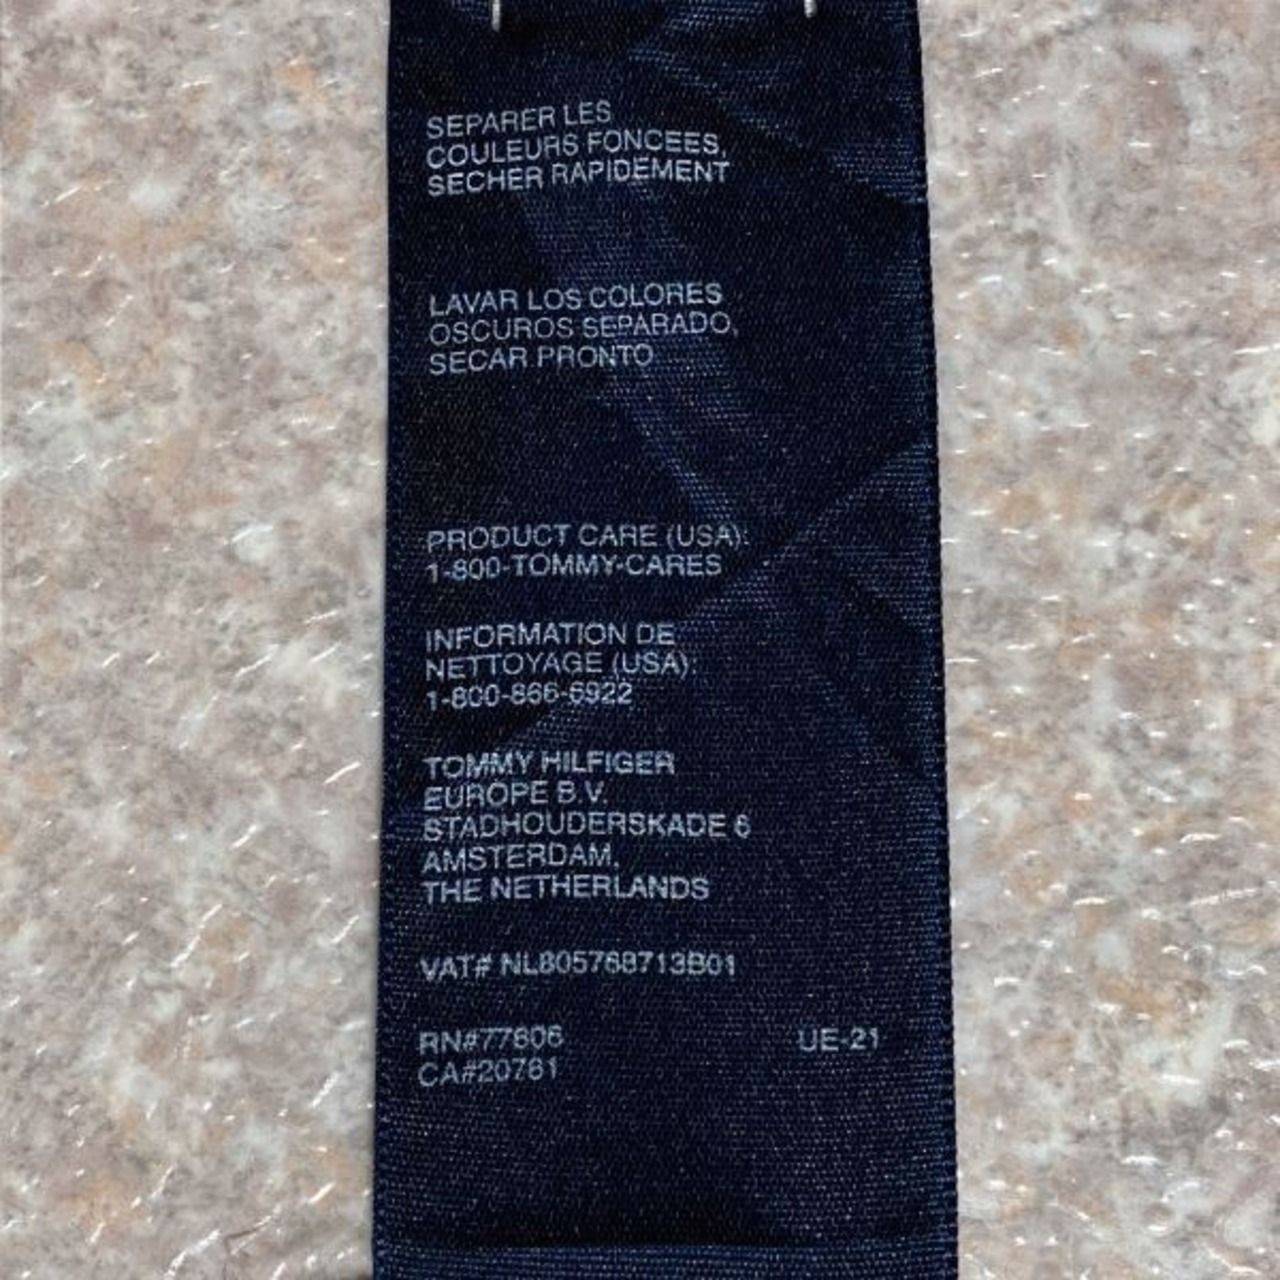 SEPARER LES
COULEURS FONCEES,
SECHER RAPIDEMENT
LAVAR LOS COLORES
OSCUROS SEPARADO,
SECAR PRONTO
PRODUCT CARE (USA):
1-800-TOMMY-CARES
INFORMATION DE
NETTOYAGE (USA):
1-800-866-6922
TOMMY HILFIGER
EUROPE B.V.
STADHOUDERSKADE 6
AMSTERDAM,
THE NETHERLANDS
VAT# NL805768713B01
RN#77806 UE-21
CA#20761